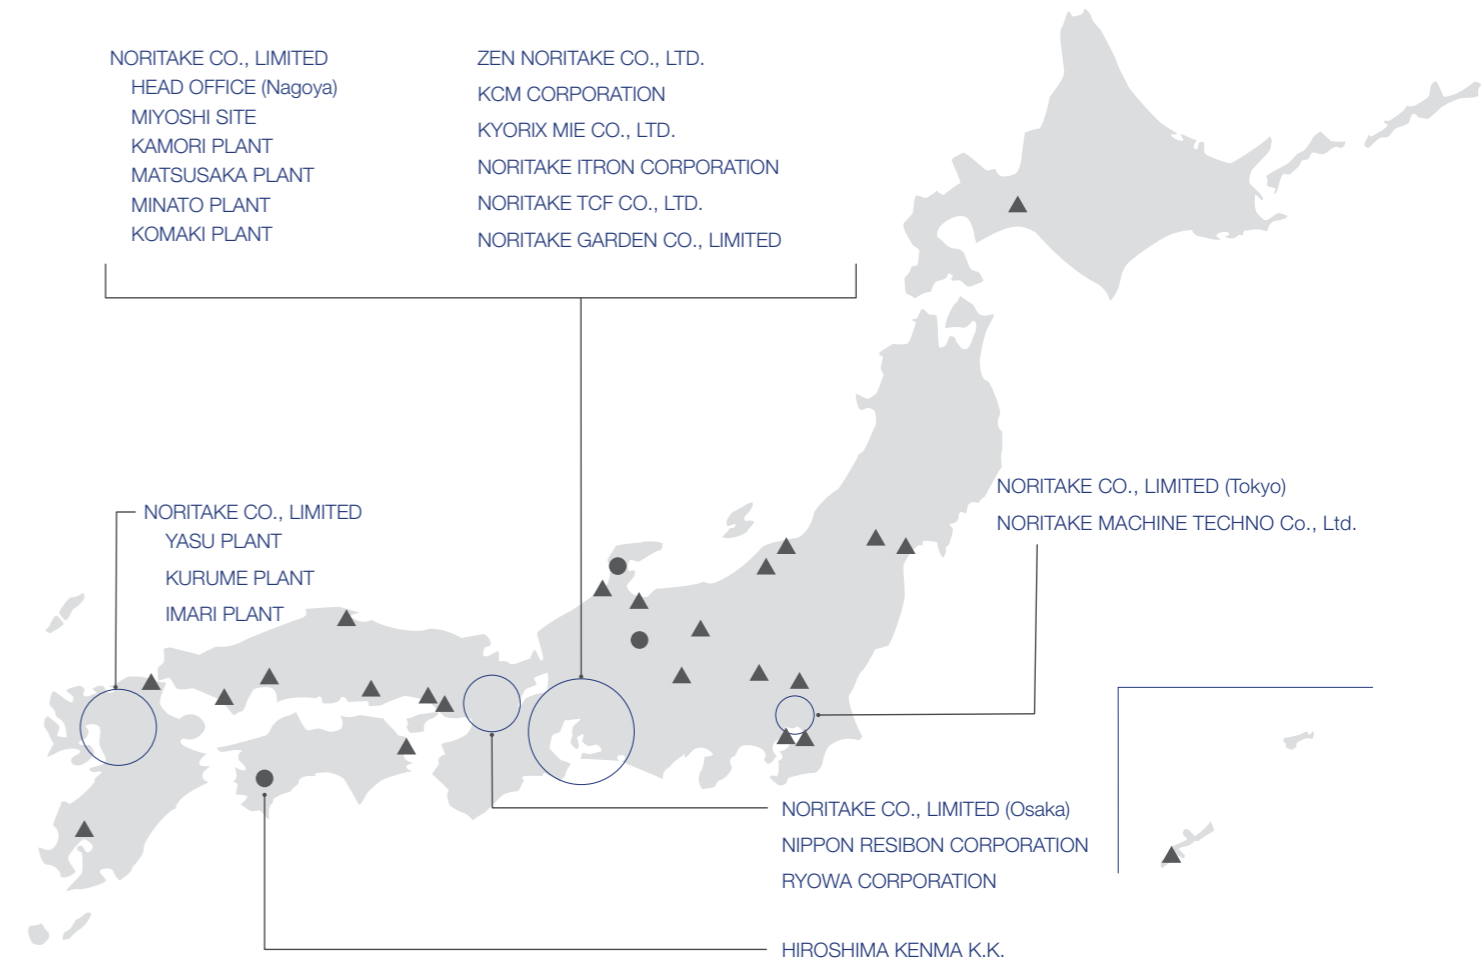 NORITAKE CO., LIMITED
HEAD OFFICE (Nagoya)
MIYOSHI SITE
KAMORI PLANT
MATSUSAKA PLANT
MINATO PLANT
KOMAKI PLANT
ZEN NORITAKE CO., LTD.
KCM CORPORATION
KYORIX MIE CO., LTD.
NORITAKE ITRON CORPORATION
NORITAKE TCF CO., LTD.
NORITAKE GARDEN CO., LIMITED
NORITAKE CO., LIMITED (Tokyo)
NORITAKE MACHINE TECHNO Co., Ltd.
NORITAKE CO., LIMITED
YASU PLANT
KURUME PLANT
IMARI PLANT
NORITAKE CO., LIMITED (Osaka)
NIPPON RESIBON CORPORATION
RYOWA CORPORATION
HIROSHIMA KENMA K.K.